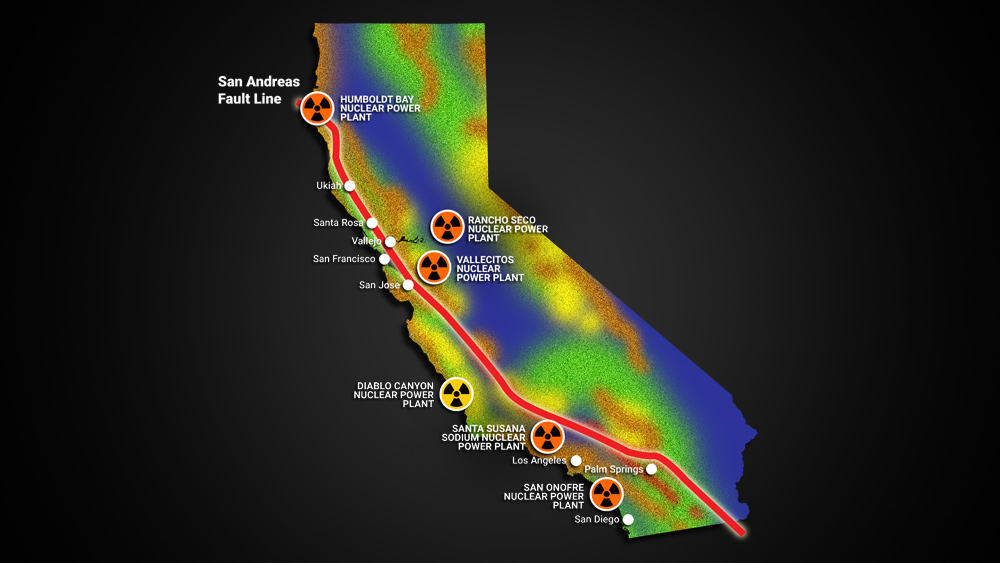 San Andreas
Fault Line
HUMBOLDT BAY
NUCLEAR POWER
PLANT
Ukiah
Santa Rosa
Vallejo
San Francisco
San Jose
RANCHO SECO
NUCLEAR POWER
PLANT
VALLECITOS
NUCLEAR
POWER PLANT
DIABLO CANYON
NUCLEAR POWER
PLANT
SANTA SUSANA
SODIUM NUCLEAR
POWER PLANT
Los Angeles
Palm Springs
SAN ONOFRE
NUCLEAR POWER
PLANT
San Diego